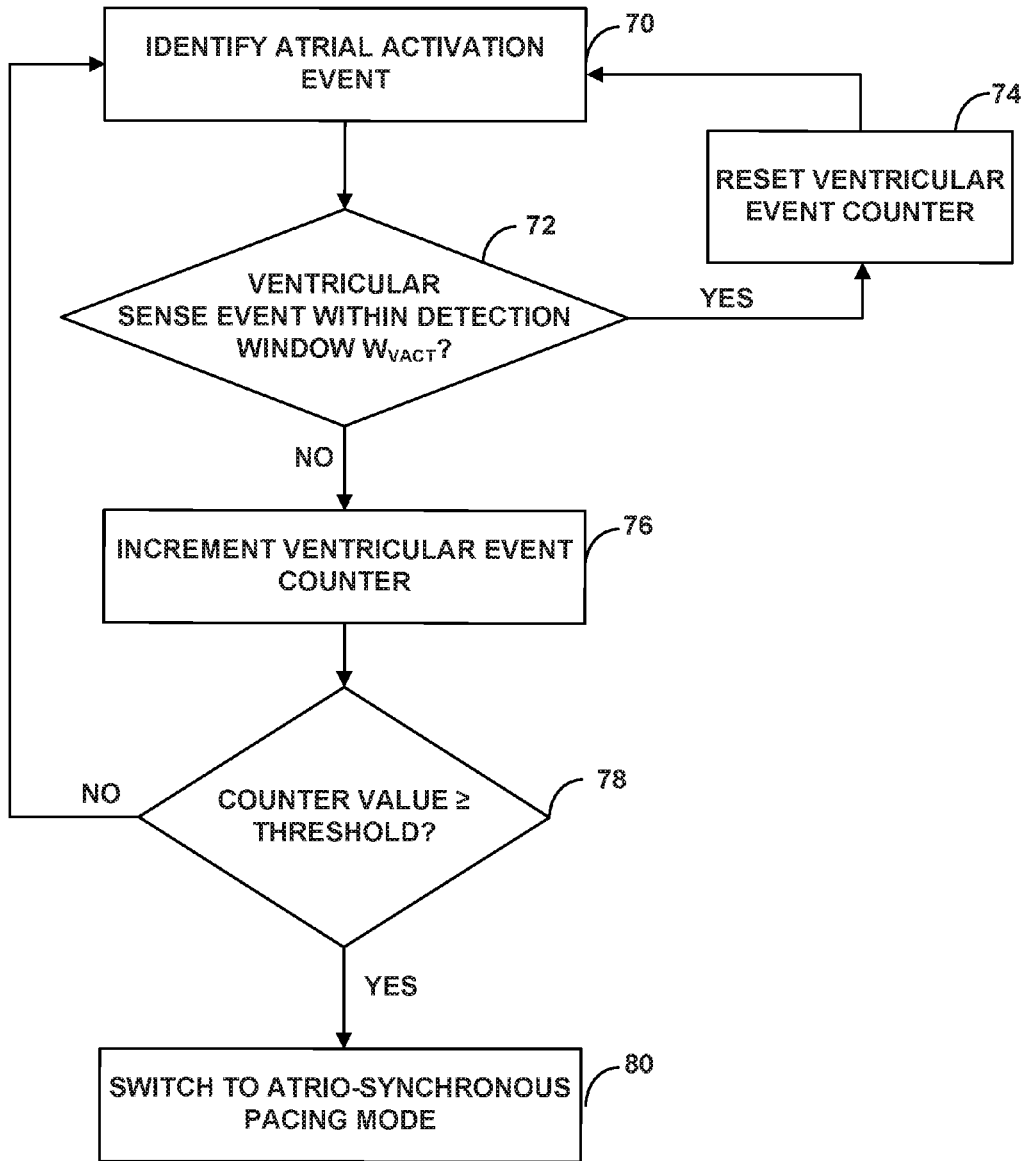 IDENTIFY ATRIAL ACTIVATION
EVENT
70
74
RESET VENTRICULAR
EVENT COUNTER
72
VENTRICULAR
SENSE EVENT WITHIN DETECTION
WINDOW WVACT?
YES
NO
76
INCREMENT VENTRICULAR EVENT
COUNTER
78
NO
COUNTER VALUE ≥
THRESHOLD?
YES
80
SWITCH TO ATRIO-SYNCHRONOUS
PACING MODE